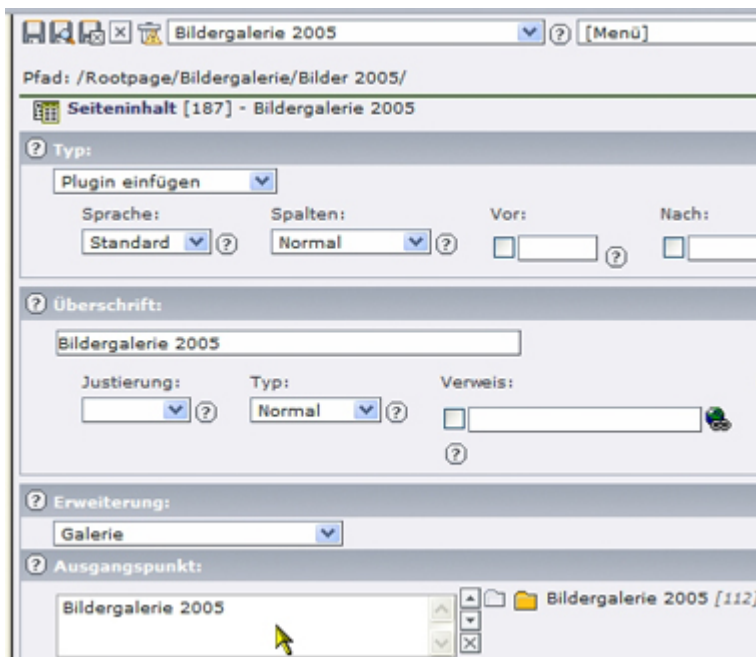 Bildergalerie 2005 [Menü]
Pfad: /Rootpage/Bildergalerie/Bilder 2005/
Seiteninhalt [187] - Bildergalerie 2005
Typ:
Plugin einfügen
Sprache: Spalten: Vor: Nach:
Standard Normal
Überschrift:
Bildergalerie 2005
Justierung: Typ: Verweis:
Normal
Erweiterung:
Galerie
Ausgangspunkt:
Bildergalerie 2005 Bildergalerie 2005 [112]